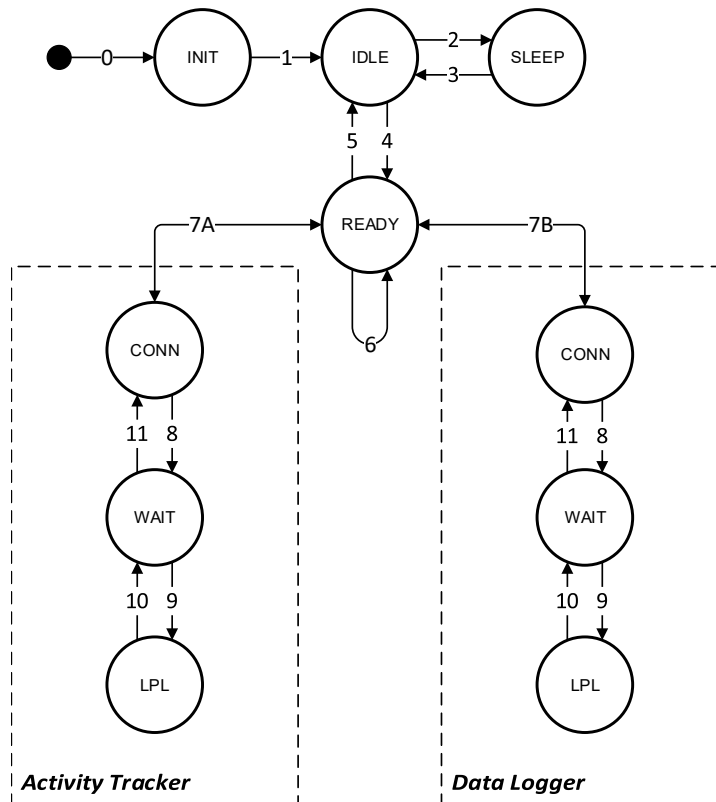 0
INIT
1
IDLE
2
3
SLEEP
5
4
READY
7A
7B
6
CONN
11
8
WAIT
10
9
LPL
Activity Tracker
CONN
11
8
WAIT
10
9
LPL
Data Logger